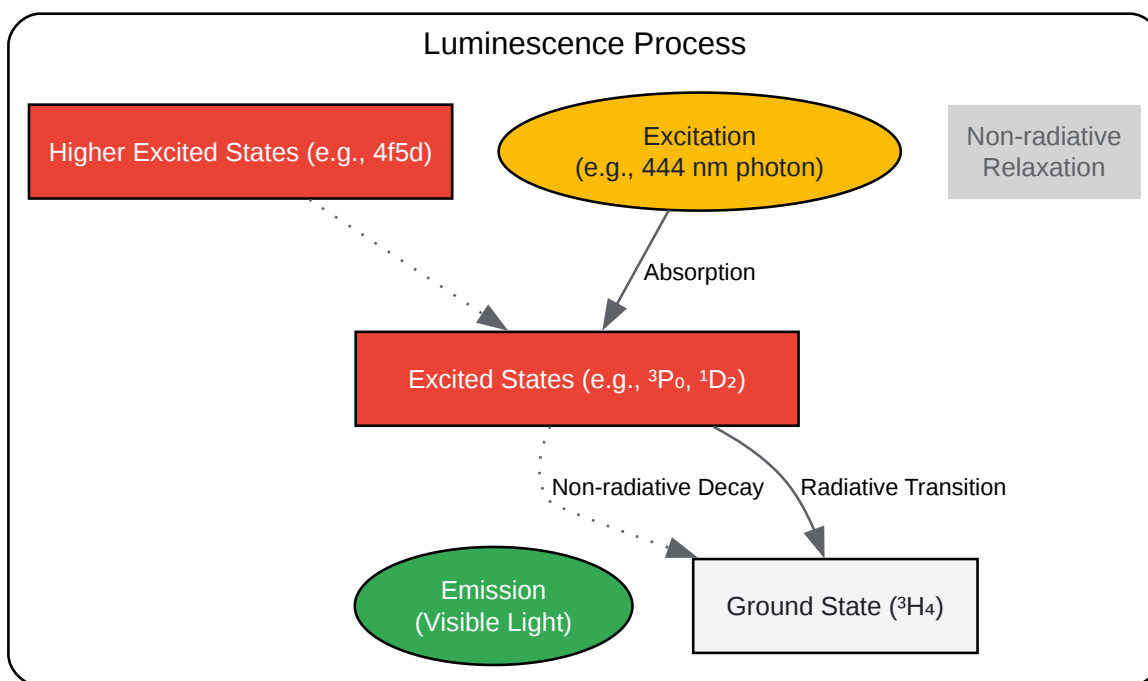 Luminescence Process
Higher Excited States (e.g., 4f5d)
Excitation
(e.g., 444 nm photon)
Non-radiative
Relaxation
Absorption
Excited States (e.g., ³P₀, ¹D₂)
Non-radiative Decay
Radiative Transition
Emission
(Visible Light)
Ground State (³H₄)